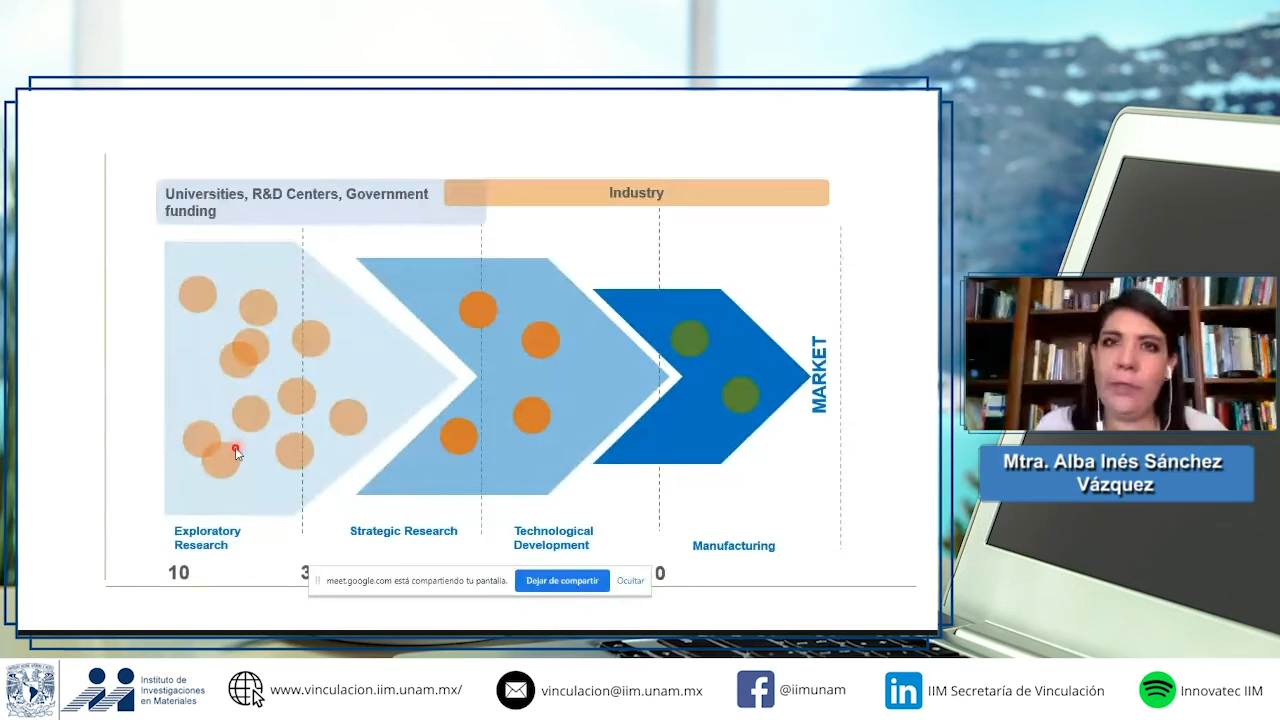 Universities, R&D Centers, Government
funding
Industry
MARKET
Exploratory
Research
Strategic Research
Technological
Development
Manufacturing
10
3
0
meet.google.com está compartiendo tu pantalla.
Dejar de compartir
Ocultar
Mtra. Alba Inés Sánchez
Vázquez
Instituto de
Investigaciones
en Materiales
www.vinculacion.iim.unam.mx/
vinculacion@iim.unam.mx
@iimunam
in
IIM Secretaría de Vinculación
Innovatec IIM